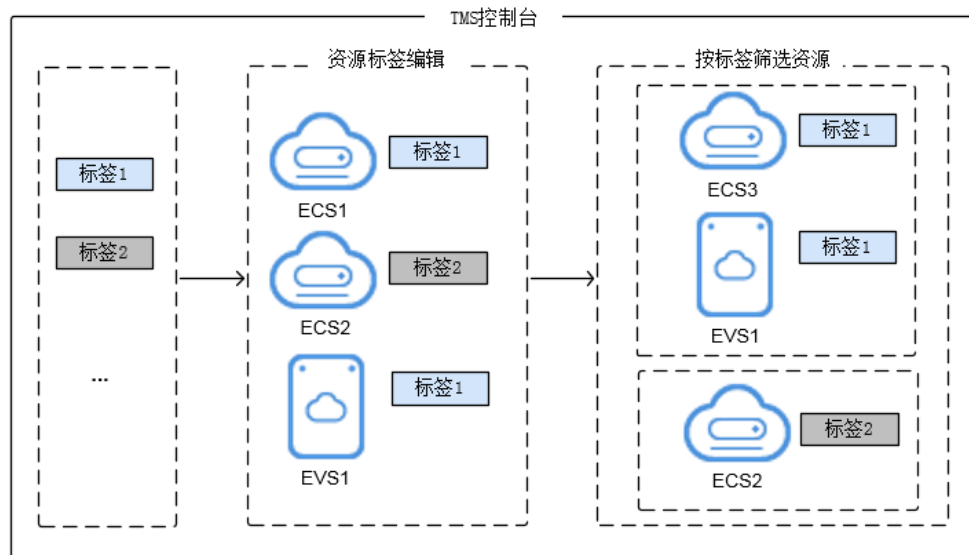 TMS控制台
资源标签编辑
按标签筛选资源
标签1
标签2
...
标签1
ECS1
标签2
ECS2
标签1
EVS1
标签1
ECS3
标签1
EVS1
标签2
ECS2